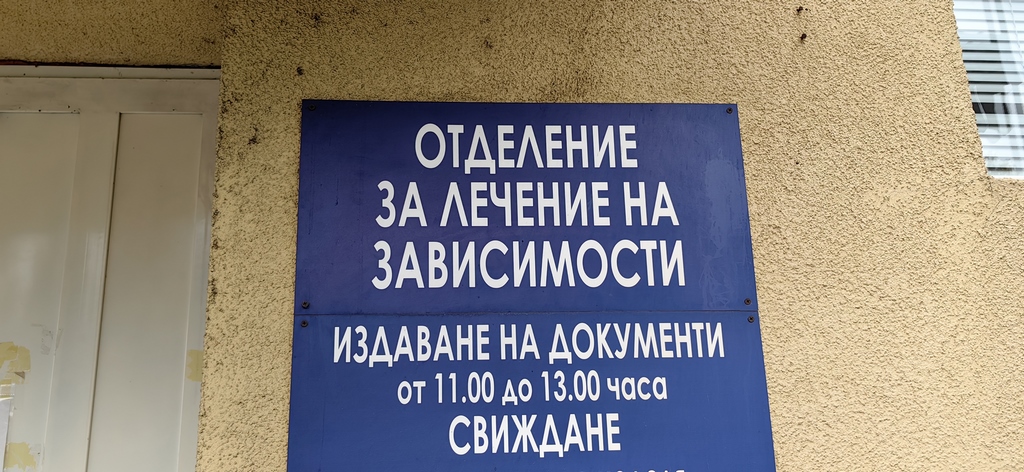 ОТДЕЛЕНИЕ
ЗА ЛЕЧЕНИЕ НА
ЗАВИСИМОСТИ
ИЗДАВАНЕ НА ДОКУМЕНТИ
от 11.00 до 13.00 часа
СВИЖДАНЕ